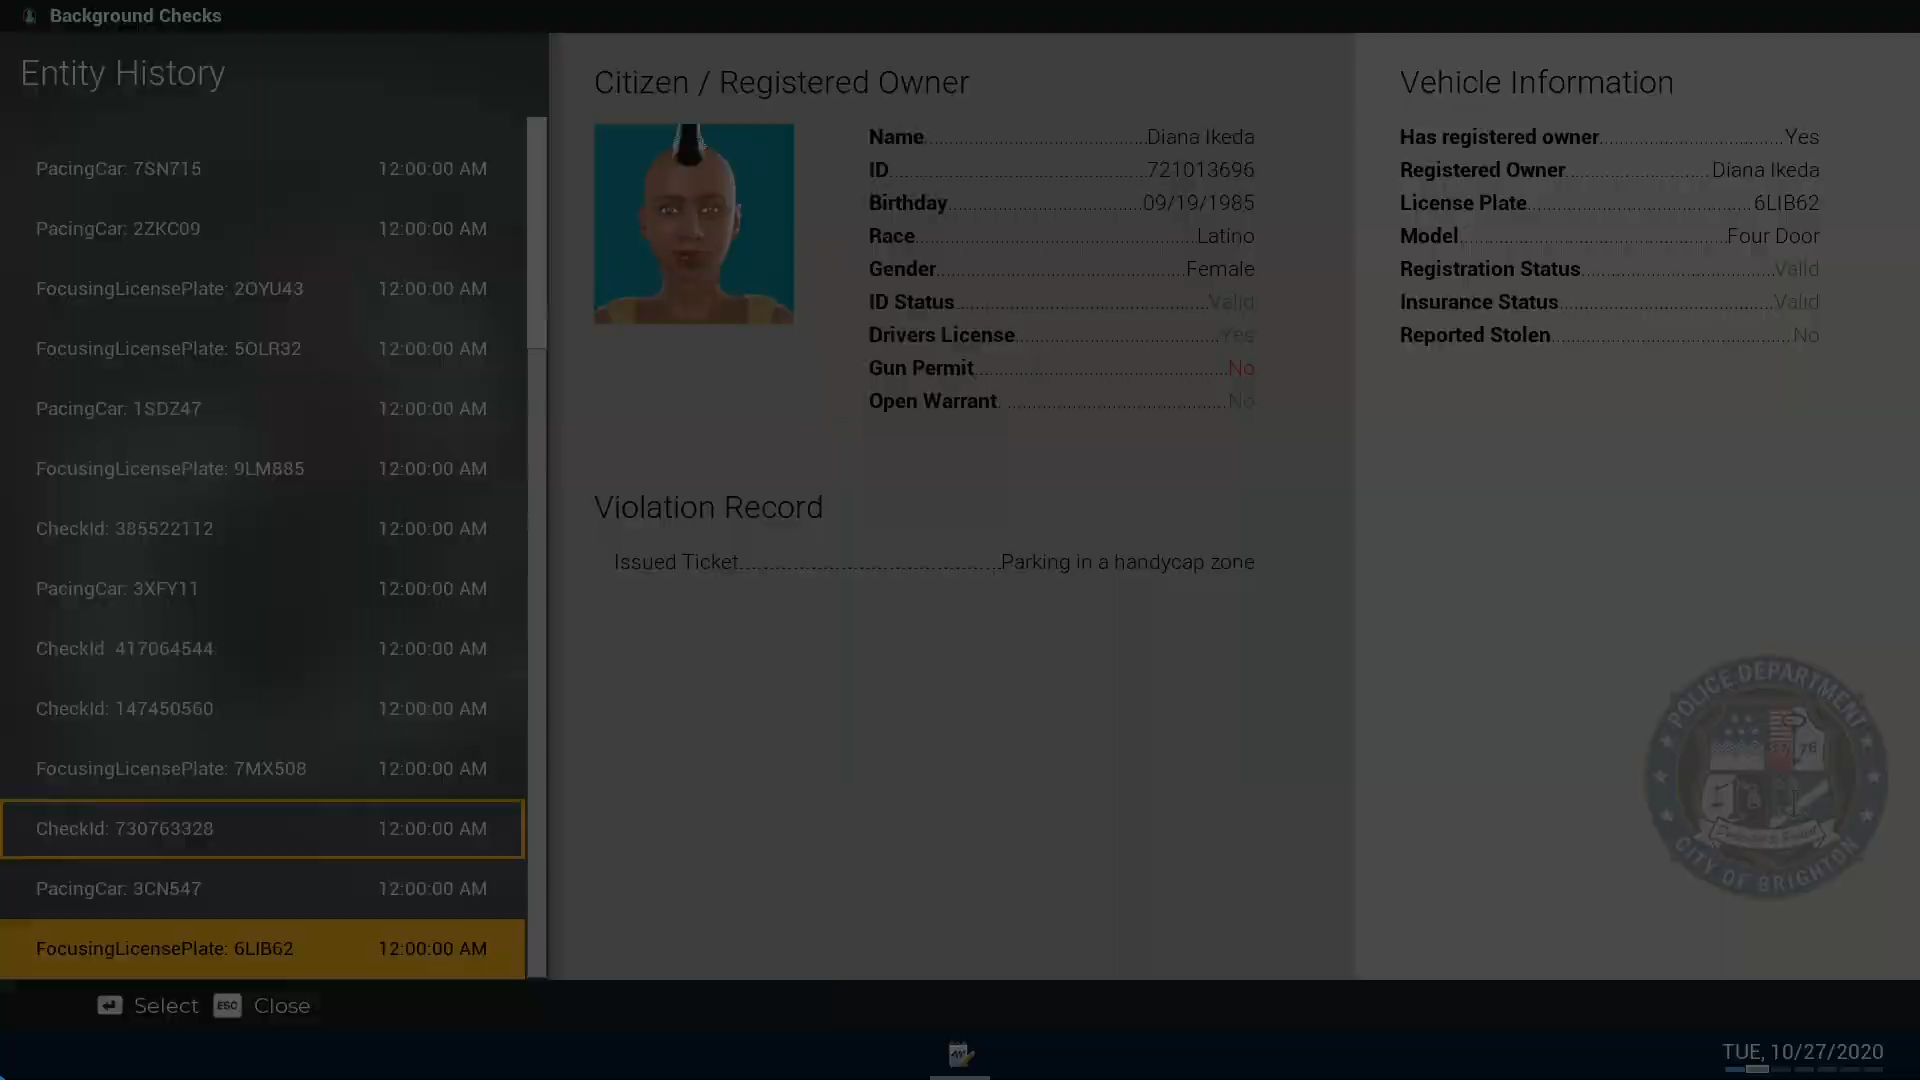 Background Checks
Entity History
PacingCar: 7SN715 12:00:00 AM
PacingCar: 2ZKC09 12:00:00 AM
FocusingLicensePlate: 2OYU43 12:00:00 AM
FocusingLicensePlate: 5OLR32 12:00:00 AM
PacingCar: 1SDZ47 12:00:00 AM
FocusingLicensePlate: 9LM885 12:00:00 AM
CheckId: 385522112 12:00:00 AM
PacingCar: 3XFY11 12:00:00 AM
CheckId: 417064544 12:00:00 AM
CheckId: 147450560 12:00:00 AM
FocusingLicensePlate: 7MX508 12:00:00 AM
CheckId: 730763328 12:00:00 AM
PacingCar: 3CN547 12:00:00 AM
FocusingLicensePlate: 6LIB62 12:00:00 AM
Citizen / Registered Owner
Name Diana Ikeda
ID 721013696
Birthday 09/19/1985
Race Latino
Gender Female
ID Status Valid
Drivers License Yes
Gun Permit No
Open Warrant No
Violation Record
Issued Ticket Parking in a handycap zone
Vehicle Information
Has registered owner Yes
Registered Owner Diana Ikeda
License Plate 6LIB62
Model Four Door
Registration Status Valid
Insurance Status Valid
Reported Stolen No
POLICE DEPARTMENT
76
CITY OF BRIGHTON
Select ESC Close
TUE, 10/27/2020